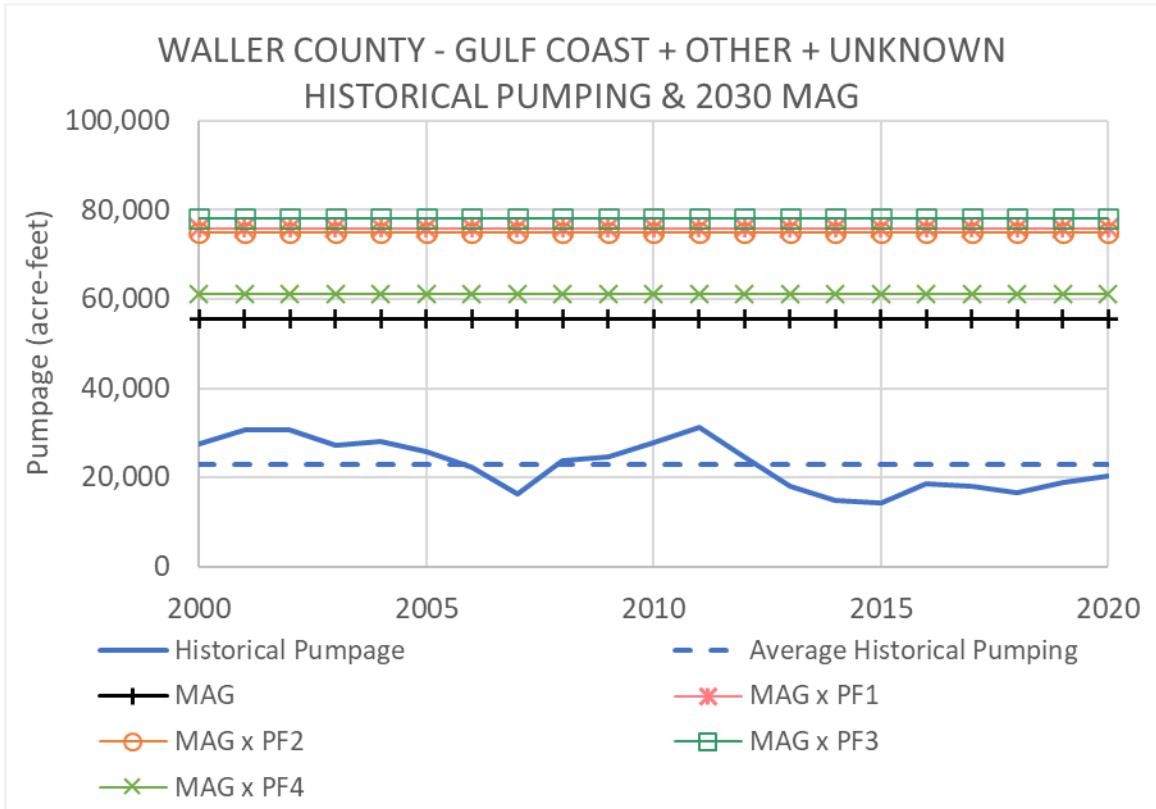 WALLER COUNTY - GULF COAST + OTHER + UNKNOWN
HISTORICAL PUMPING & 2030 MAG
Pumpage (acre-feet)
100,000
80,000
60,000
40,000
20,000
0
2000 2005 2010 2015 2020
Historical Pumpage Average Historical Pumping
MAG MAG x PF1
MAG x PF2 MAG x PF3
MAG x PF4